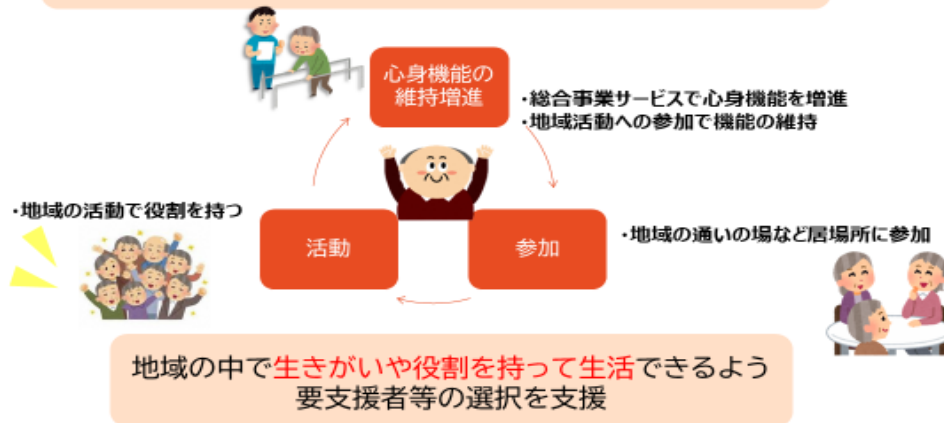 心身機能の
維持増進
・総合事業サービスで心身機能を増進
・地域活動への参加で機能の維持
・地域の活動で役割を持つ
活動
参加
・地域の通いの場など居場所に参加
地域の中で生きがいや役割を持って生活できるよう
要支援者等の選択を支援